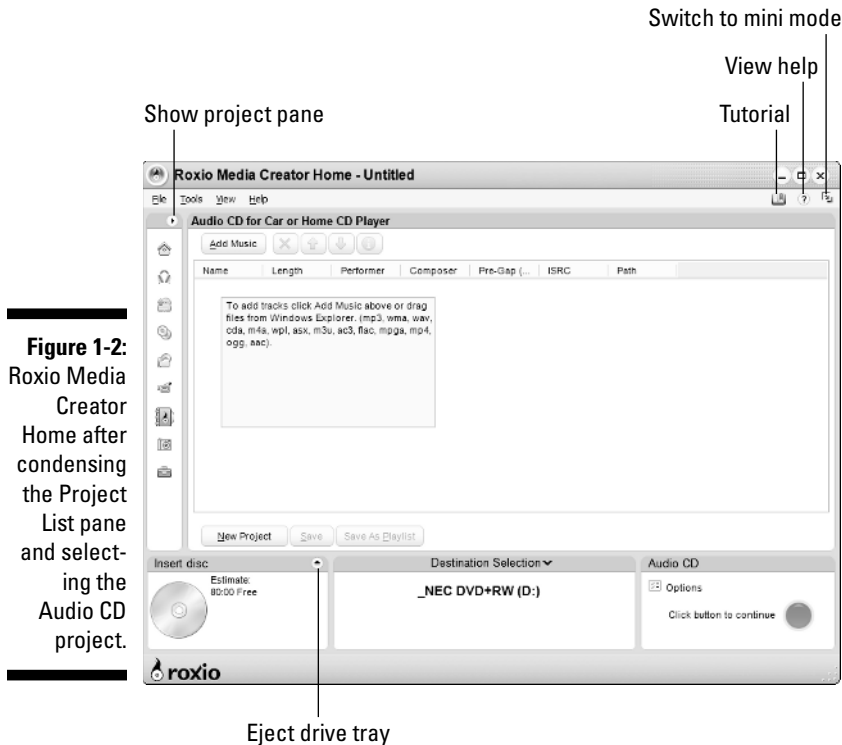 Switch to mini mode
View help
Show project pane
Tutorial
Roxio Media Creator Home - Untitled
File Tools View Help
?
Audio CD for Car or Home CD Player
Add Music
Name Length Performer Composer Pre-Gap (... ISRC Path
To add tracks click Add Music above or drag
files from Windows Explorer. (mp3, wma, wav,
cda, m4a, wpl, asx, m3u, ac3, flac, mpga, mp4,
ogg, aac).
Figure 1-2:
Roxio Media
Creator
Home after
condensing
the Project
List pane
and select-
ing the
Audio CD
project.
New Project Save Save As Playlist
Insert disc
Destination Selection
Audio CD
Estimate:
80:00 Free
_NEC DVD+RW (D:)
Options
Click button to continue
roxio
Eject drive tray